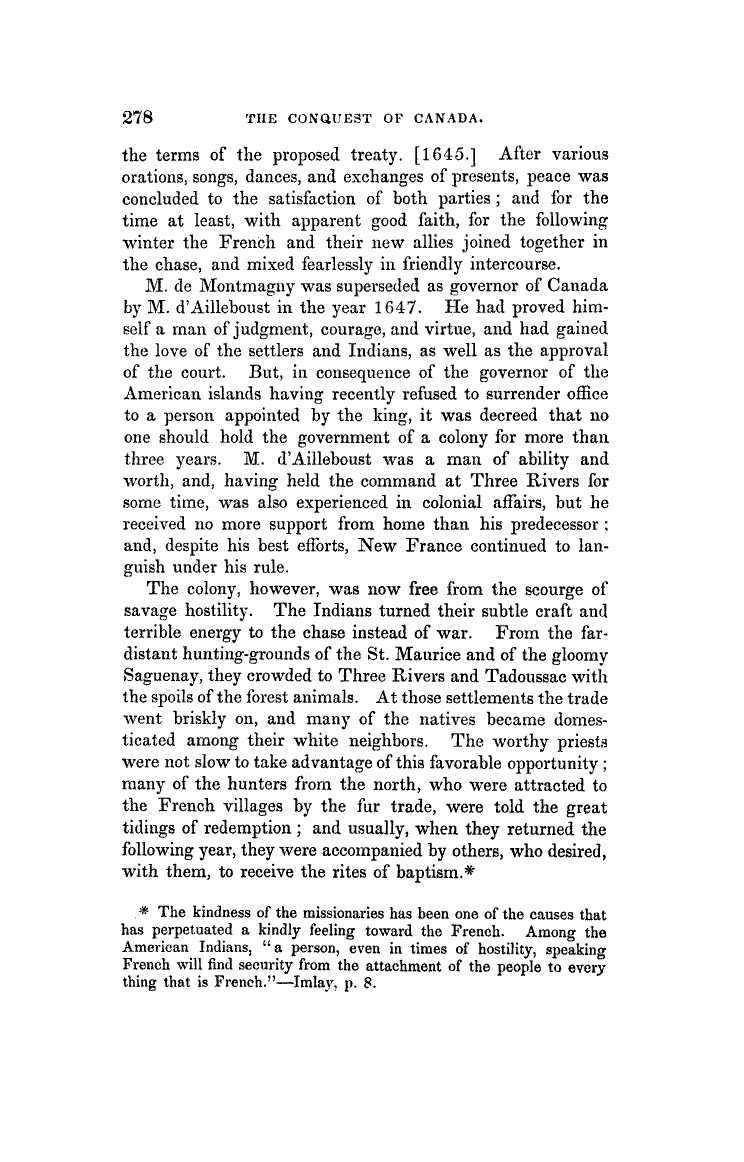 278 THE CONQUEST OF CANADA.
the terms of the proposed treaty. [1645.] After various
orations, songs, dances, and exchanges of presents, peace was
concluded to the satisfaction of both parties ; and for the
time at least, with apparent good faith, for the following
winter the French and their new allies joined together in
the chase, and mixed fearlessly in friendly intercourse.
M. de Montmagny was superseded as governor of Canada
by M. d'Ailleboust in the year 1647. He had proved him-
self a man of judgment, courage, and virtue, and had gained
the love of the settlers and Indians, as well as the approval
of the court. But, in consequence of the governor of the
American islands having recently refused to surrender office
to a person appointed by the king, it was decreed that no
one should hold the government of a colony for more than
three years. M. d'Ailleboust was a man of ability and
worth, and, having held the command at Three Rivers for
some time, was also experienced in colonial affairs, but he
received no more support from home than his predecessor ;
and, despite his best efforts, New France continued to lan-
guish under his rule.
The colony, however, was now free from the scourge of
savage hostility. The Indians turned their subtle craft and
terrible energy to the chase instead of war. From the far-
distant hunting-grounds of the St. Maurice and of the gloomy
Saguenay, they crowded to Three Rivers and Tadoussac with
the spoils of the forest animals. At those settlements the trade
went briskly on, and many of the natives became domes-
ticated among their white neighbors. The worthy priests
were not slow to take advantage of this favorable opportunity ;
many of the hunters from the north, who were attracted to
the French villages by the fur trade, were told the great
tidings of redemption ; and usually, when they returned the
following year, they were accompanied by others, who desired,
with them, to receive the rites of baptism.*
* The kindness of the missionaries has been one of the causes that
has perpetuated a kindly feeling toward the French. Among the
American Indians, "a person, even in times of hostility, speaking
French will find security from the attachment of the people to every
thing that is French."—Imlay, p. 8.